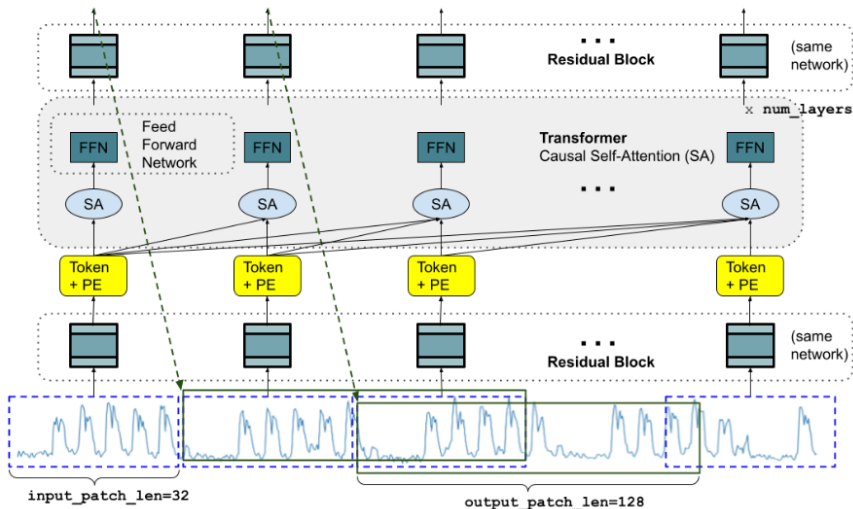 (same
network)
Residual Block
x num_layers
Feed
Forward
Network
FFN
FFN
FFN
FFN
Transformer
Causal Self-Attention (SA)
SA
SA
SA
SA
Token
+ PE
Token
+ PE
Token
+ PE
Token
+ PE
(same
network)
Residual Block
input_patch_len=32
output_patch_len=128